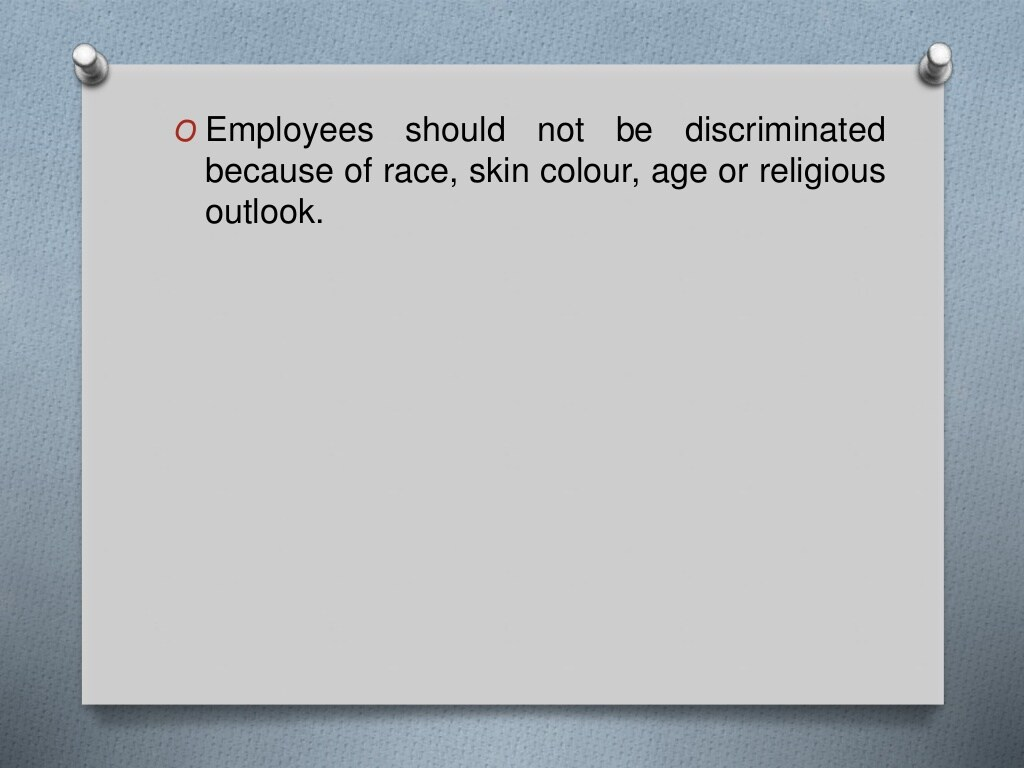 O Employees should not be discriminated
because of race, skin colour, age or religious
outlook.